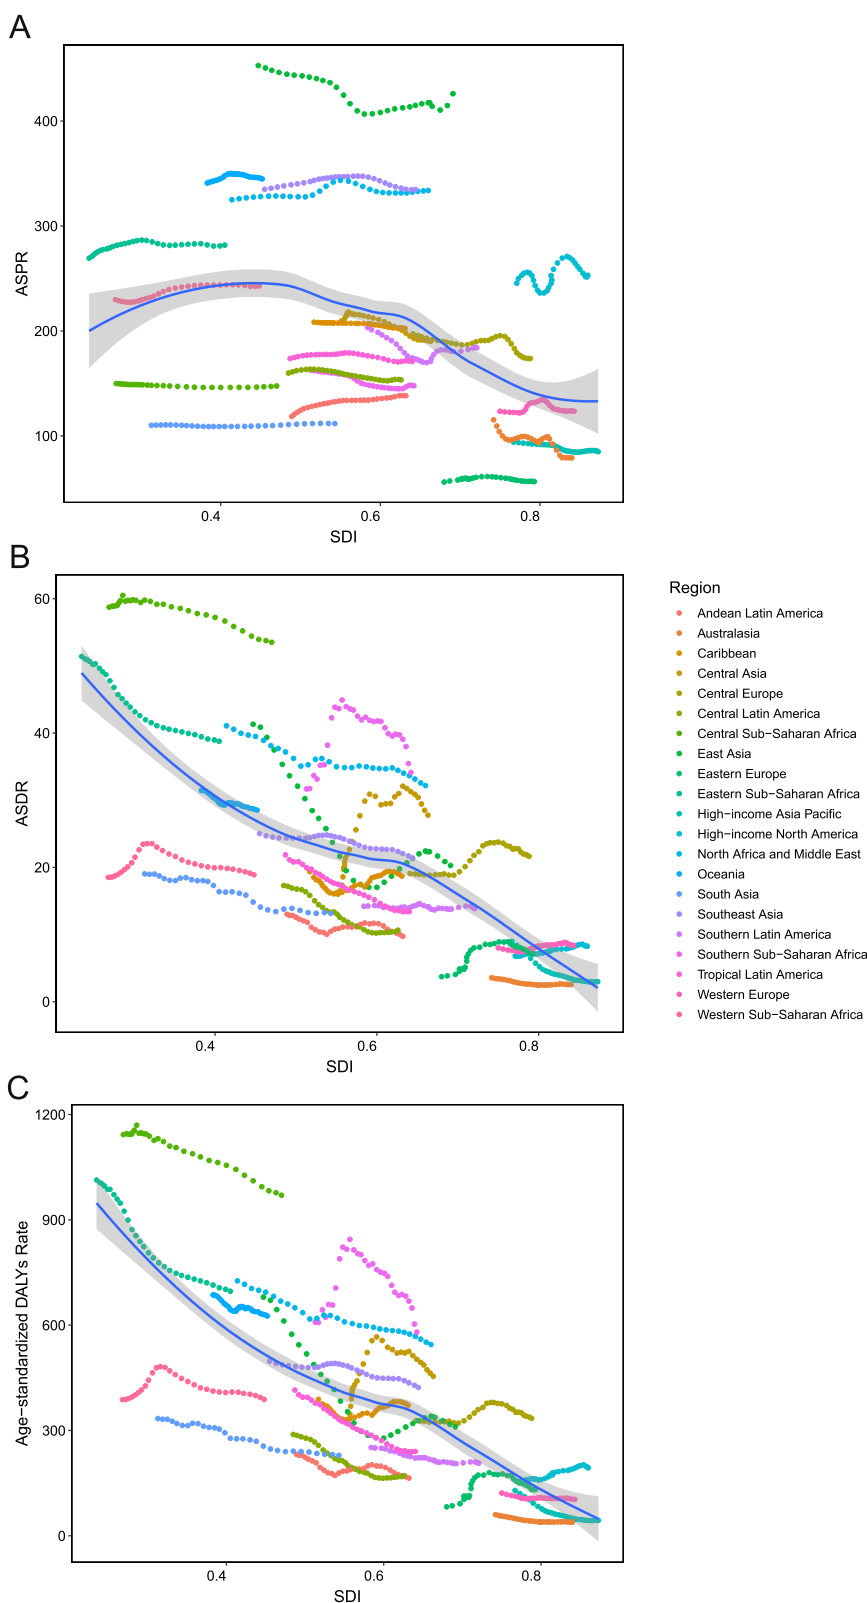 A
400
300
200
100
ASPR
0.4 0.6 0.8
SDI
B
60
40
20
0
ASDR
0.4 0.6 0.8
SDI
Region
Andean Latin America
Australasia
Caribbean
Central Asia
Central Europe
Central Latin America
Central Sub−Saharan Africa
East Asia
Eastern Europe
Eastern Sub−Saharan Africa
High−income Asia Pacific
High−income North America
North Africa and Middle East
Oceania
South Asia
Southeast Asia
Southern Latin America
Southern Sub−Saharan Africa
Tropical Latin America
Western Europe
Western Sub−Saharan Africa
C
1200
900
600
300
0
Age−standardized DALYs Rate
0.4 0.6 0.8
SDI